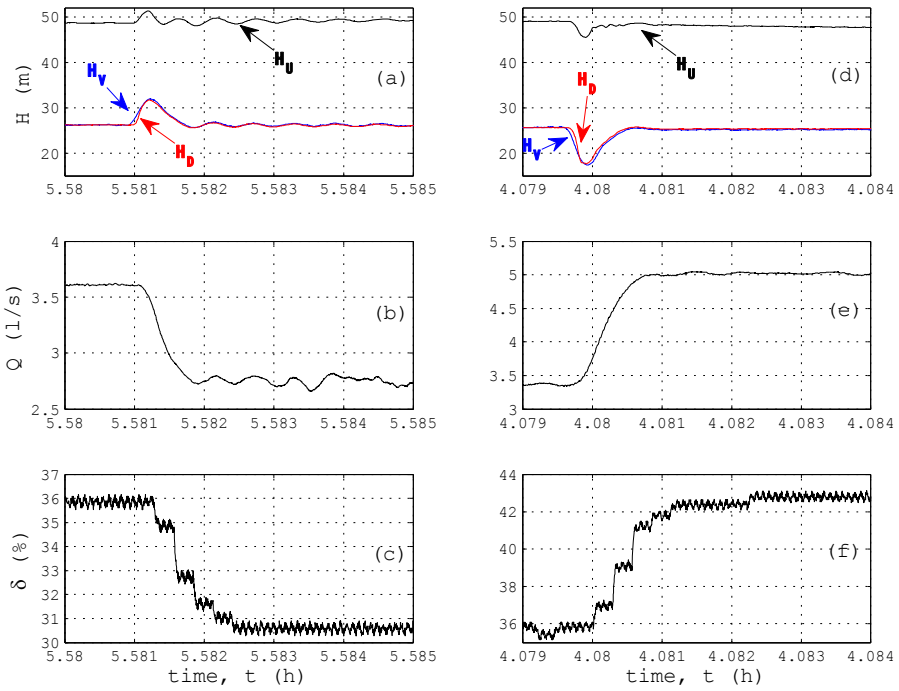 50
40
30
20
H (m)
5.58 5.581 5.582 5.583 5.584 5.585
H_V
H_D
H_U
(a)
50
40
30
20
4.079 4.08 4.081 4.082 4.083 4.084
H_D
H_V
H_U
(d)
4
3.5
3
2.5
Q (l/s)
5.58 5.581 5.582 5.583 5.584 5.585
(b)
5.5
5
4.5
4
3.5
3
4.079 4.08 4.081 4.082 4.083 4.084
(e)
37
36
35
34
33
32
31
30
δ (%)
5.58 5.581 5.582 5.583 5.584 5.585
time, t (h)
(c)
44
42
40
38
36
4.079 4.08 4.081 4.082 4.083 4.084
time, t (h)
(f)